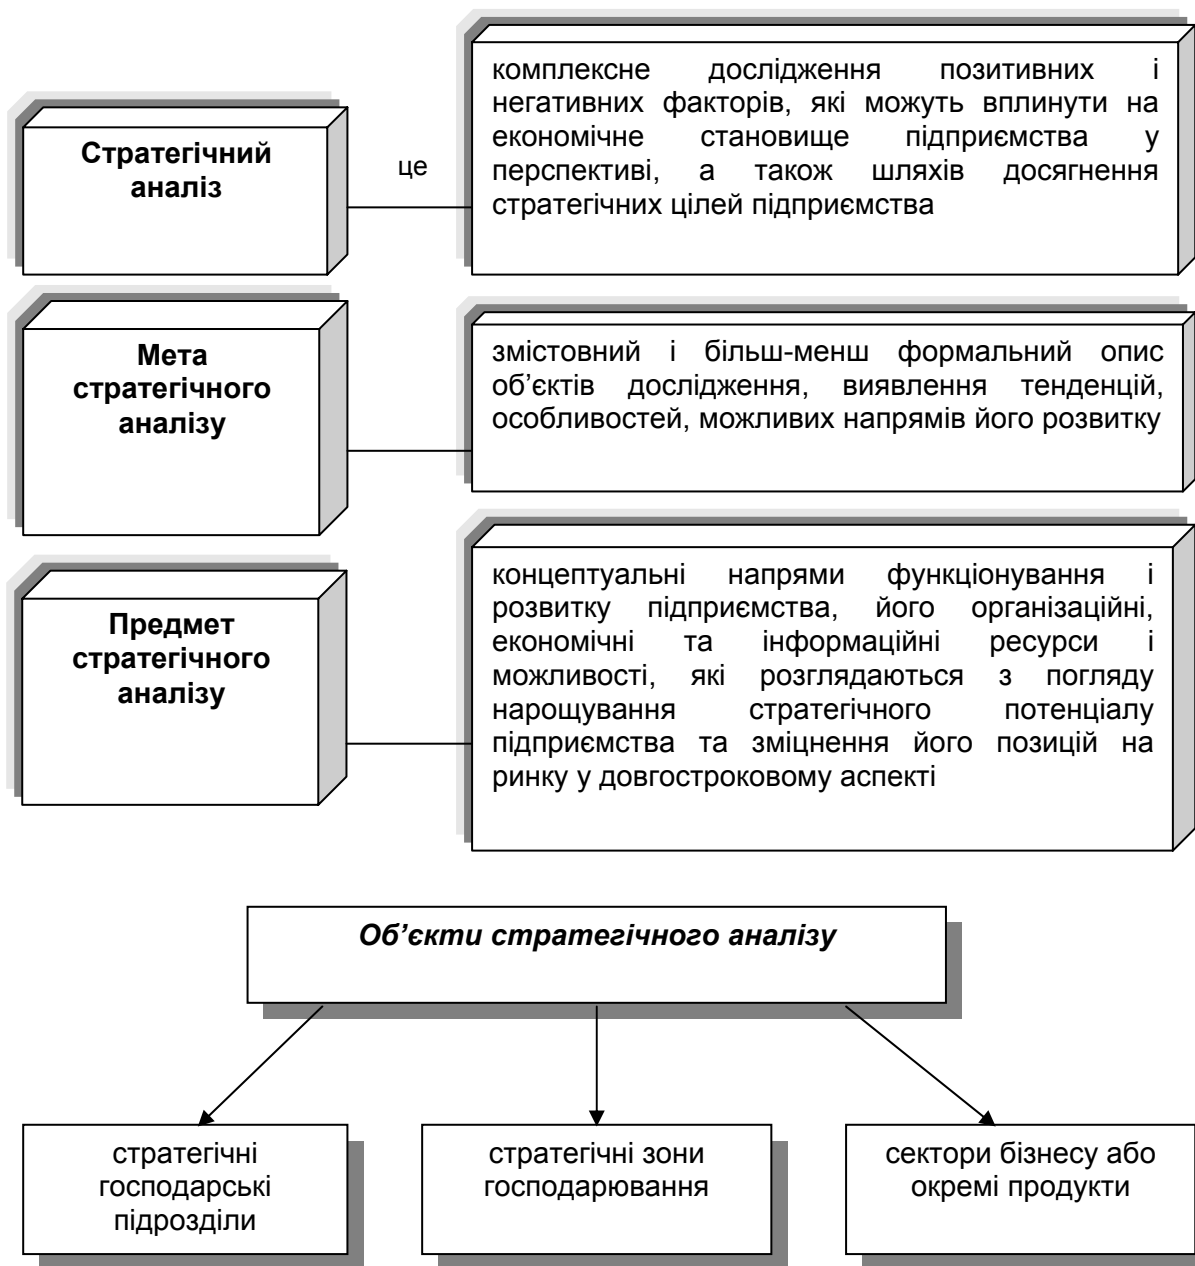 Стратегічний
аналіз
це
комплексне дослідження позитивних і
негативних факторів, які можуть вплинути на
економічне становище підприємства у
перспективі, а також шляхів досягнення
стратегічних цілей підприємства
Мета
стратегічного
аналізу
змістовний і більш-менш формальний опис
об’єктів дослідження, виявлення тенденцій,
особливостей, можливих напрямів його розвитку
Предмет
стратегічного
аналізу
концептуальні напрями функціонування і
розвитку підприємства, його організаційні,
економічні та інформаційні ресурси і
можливості, які розглядаються з погляду
нарощування стратегічного потенціалу
підприємства та зміцнення його позицій на
ринку у довгостроковому аспекті
Об’єкти стратегічного аналізу
стратегічні
господарські
підрозділи
стратегічні зони
господарювання
сектори бізнесу або
окремі продукти